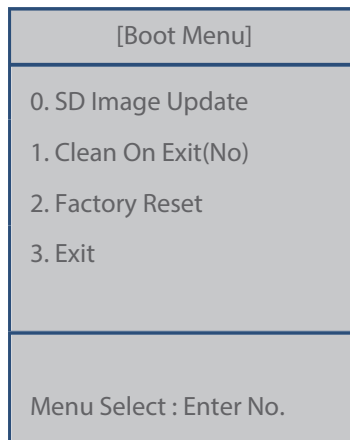 [Boot Menu]
0. SD Image Update
1. Clean On Exit(No)
2. Factory Reset
3. Exit
Menu Select : Enter No.